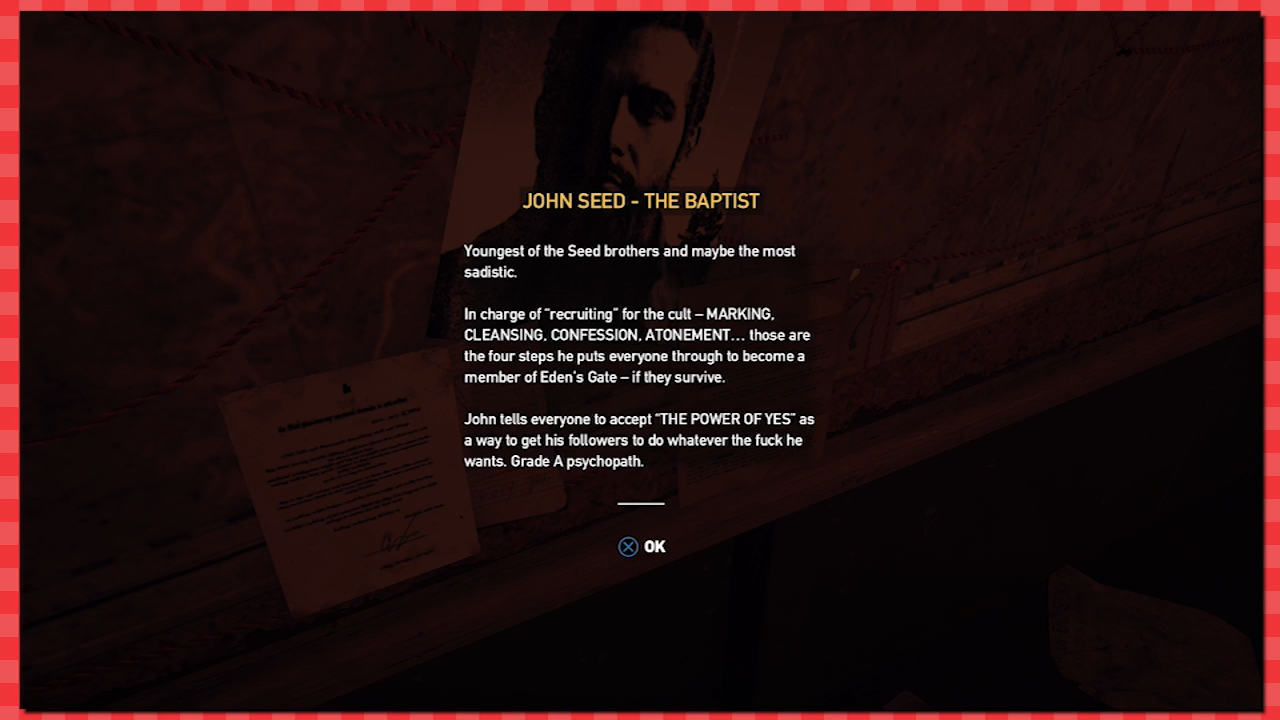 JOHN SEED - THE BAPTIST
Youngest of the Seed brothers and maybe the most
sadistic.
In charge of "recruiting" for the cult – MARKING,
CLEANSING, CONFESSION, ATONEMENT... those are
the four steps he puts everyone through to become a
member of Eden's Gate – if they survive.
John tells everyone to accept "THE POWER OF YES" as
a way to get his followers to do whatever the fuck he
wants. Grade A psychopath.
OK